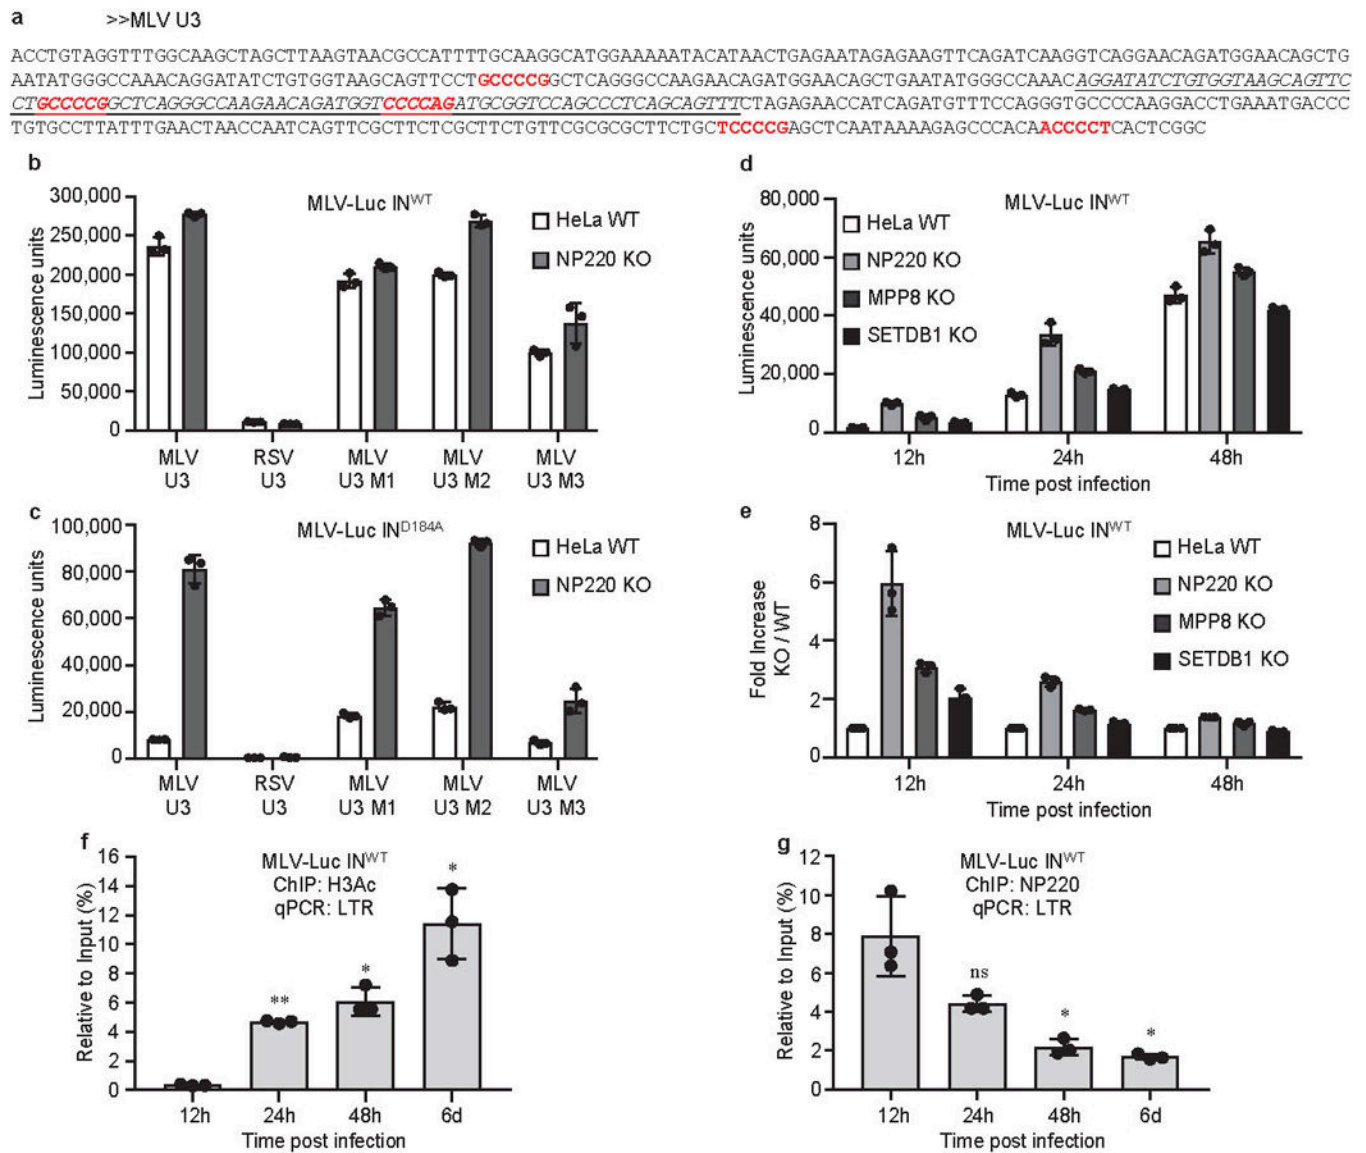 a
>>MLV U3
ACCTGTAGGTTTGGCAAGCTAGCTTAAGTAACGCCATTTTGCAAGGCATGGAAAAATACATAACTGAGAATAGAGAAGTTCAGATCAAGGTCAGGAACAGATGGAACAGCTG
AATATGGGCCAAACAGGATATCTGTGGTAAGCAGTTCCTGCCCCGGCTCAGGGCCAAGAACAGATGGAACAGCTGAATATGGGCCAAACAGGATATCTGTGGTAAGCAGTTC
CTGCCCCGGCTCAGGGCCAAGAACAGATGGTCCCCAGATGCGGTCCAGCCCTCAGCAGTTTCTAGAGAACCATCAGATGTTTCCAGGGTGCCCCAAGGACCTGAAATGACCC
TGTGCCTTATTTGAACTAACCAATCAGTTCGCTTCTCGCTTCTGTTCGCGCGCTTCTGCTCCCCGAGCTCAATAAAAGAGCCCACAACCCCTCACTCGGC
b
MLV-Luc IN^WT
HeLa WT
NP220 KO
Luminescence units
300,000
250,000
200,000
150,000
100,000
50,000
0
MLV U3
RSV U3
MLV U3 M1
MLV U3 M2
MLV U3 M3
d
MLV-Luc IN^WT
HeLa WT
NP220 KO
MPP8 KO
SETDB1 KO
Luminescence units
80,000
60,000
40,000
20,000
0
12h 24h 48h
Time post infection
c
MLV-Luc IN^D184A
HeLa WT
NP220 KO
Luminescence units
100,000
80,000
60,000
40,000
20,000
0
MLV U3
RSV U3
MLV U3 M1
MLV U3 M2
MLV U3 M3
e
MLV-Luc IN^WT
HeLa WT
NP220 KO
MPP8 KO
SETDB1 KO
Fold Increase
KO / WT
8
6
4
2
0
12h 24h 48h
Time post infection
f
MLV-Luc IN^WT
ChIP: H3Ac
qPCR: LTR
Relative to Input (%)
16
14
12
10
8
6
4
2
0
**
*
*
12h 24h 48h 6d
Time post infection
g
MLV-Luc IN^WT
ChIP: NP220
qPCR: LTR
Relative to Input (%)
12
10
8
6
4
2
0
ns
*
*
12h 24h 48h 6d
Time post infection